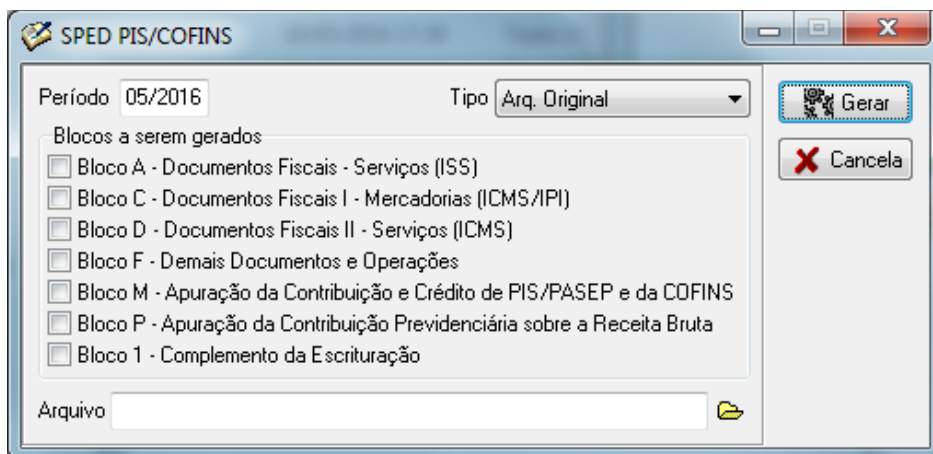 SPED PIS/COFINS
Período 05/2016 Tipo Arq. Original
Gerar
Blocos a serem gerados
Bloco A - Documentos Fiscais - Serviços (ISS)
Cancela
Bloco C - Documentos Fiscais I - Mercadorias (ICMS/IPI)
Bloco D - Documentos Fiscais II - Serviços (ICMS)
Bloco F - Demais Documentos e Operações
Bloco M - Apuração da Contribuição e Crédito de PIS/PASEP e da COFINS
Bloco P - Apuração da Contribuição Previdenciária sobre a Receita Bruta
Bloco 1 - Complemento da Escrituração
Arquivo